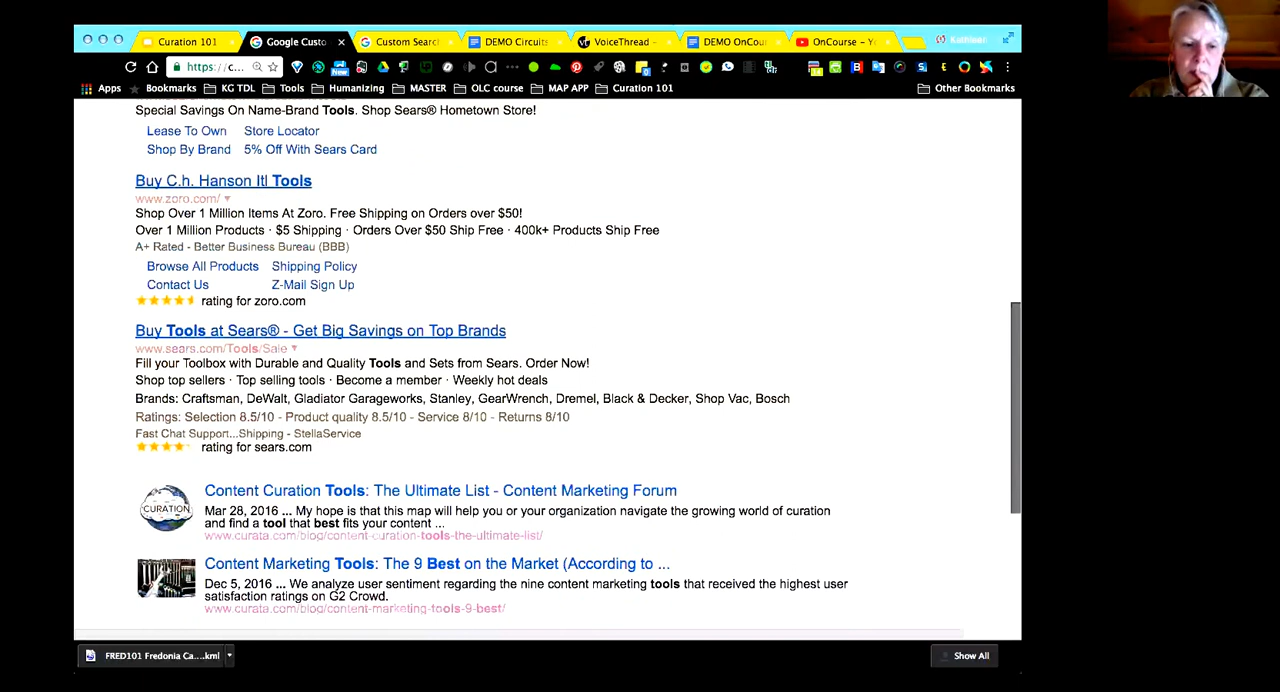 Curation 101
Google Custo
Custom Search
DEMO Circuits
VoiceThread -
DEMO OnCou
OnCourse - Y
Kathleen
https://c...
New
14
Apps
Bookmarks
KG TDL
Tools
Humanizing
MASTER
OLC course
MAP APP
Curation 101
Other Bookmarks
Special Savings On Name-Brand Tools. Shop Sears® Hometown Store!
Lease To Own Store Locator
Shop By Brand 5% Off With Sears Card
Buy C.h. Hanson Itl Tools
www.zoro.com/
Shop Over 1 Million Items At Zoro. Free Shipping on Orders over $50!
Over 1 Million Products · $5 Shipping · Orders Over $50 Ship Free · 400k+ Products Ship Free
A+ Rated - Better Business Bureau (BBB)
Browse All Products Shipping Policy
Contact Us Z-Mail Sign Up
rating for zoro.com
Buy Tools at Sears® - Get Big Savings on Top Brands
www.sears.com/Tools/Sale
Fill your Toolbox with Durable and Quality Tools and Sets from Sears. Order Now!
Shop top sellers · Top selling tools · Become a member · Weekly hot deals
Brands: Craftsman, DeWalt, Gladiator Garageworks, Stanley, GearWrench, Dremel, Black & Decker, Shop Vac, Bosch
Ratings: Selection 8.5/10 - Product quality 8.5/10 - Service 8/10 - Returns 8/10
Fast Chat Support...Shipping - StellaService
rating for sears.com
CURATION
Content Curation Tools: The Ultimate List - Content Marketing Forum
Mar 28, 2016 ... My hope is that this map will help you or your organization navigate the growing world of curation
and find a tool that best fits your content ...
www.curata.com/blog/content-curation-tools-the-ultimate-list/
Content Marketing Tools: The 9 Best on the Market (According to ...
Dec 5, 2016 ... We analyze user sentiment regarding the nine content marketing tools that received the highest user
satisfaction ratings on G2 Crowd.
www.curata.com/blog/content-marketing-tools-9-best/
FRED101 Fredonia Ca....kml
Show All